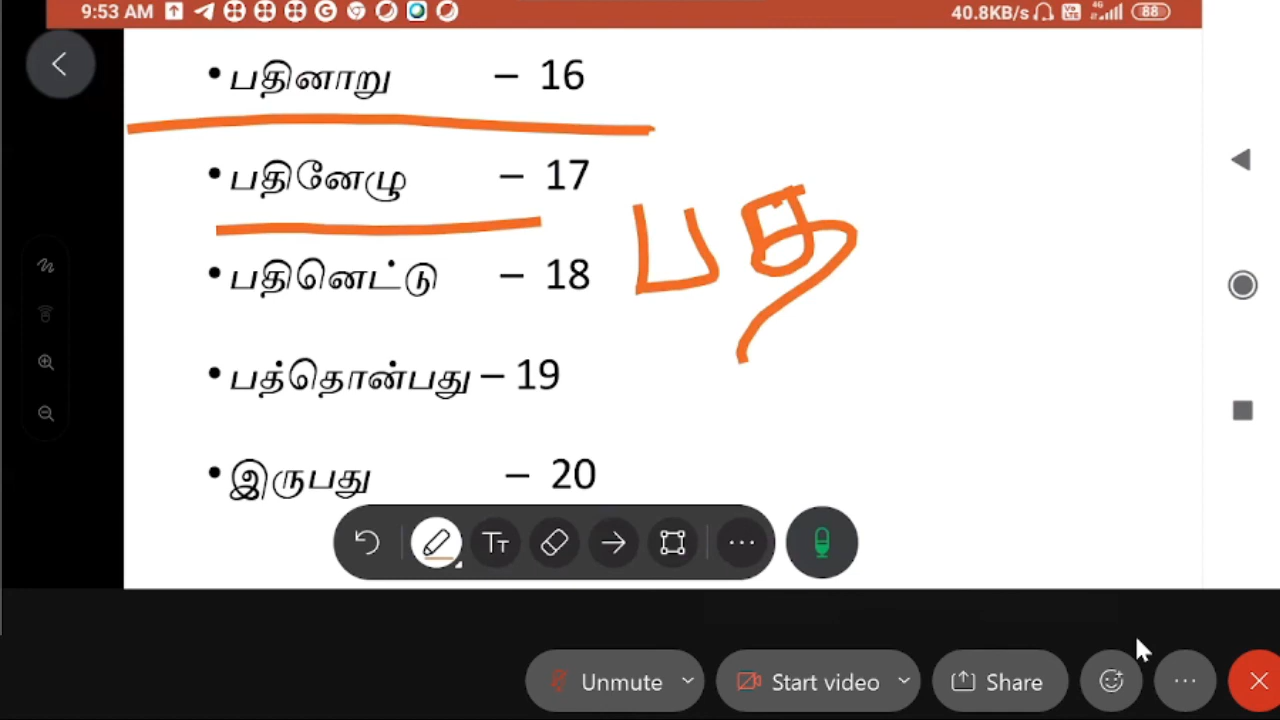 9:53 AM 40.8KB/s 4G 88
• பதினாறு – 16
• பதினேழு – 17
பத
• பதினெட்டு – 18
• பத்தொன்பது – 19
• இருபது – 20
Unmute Start video Share